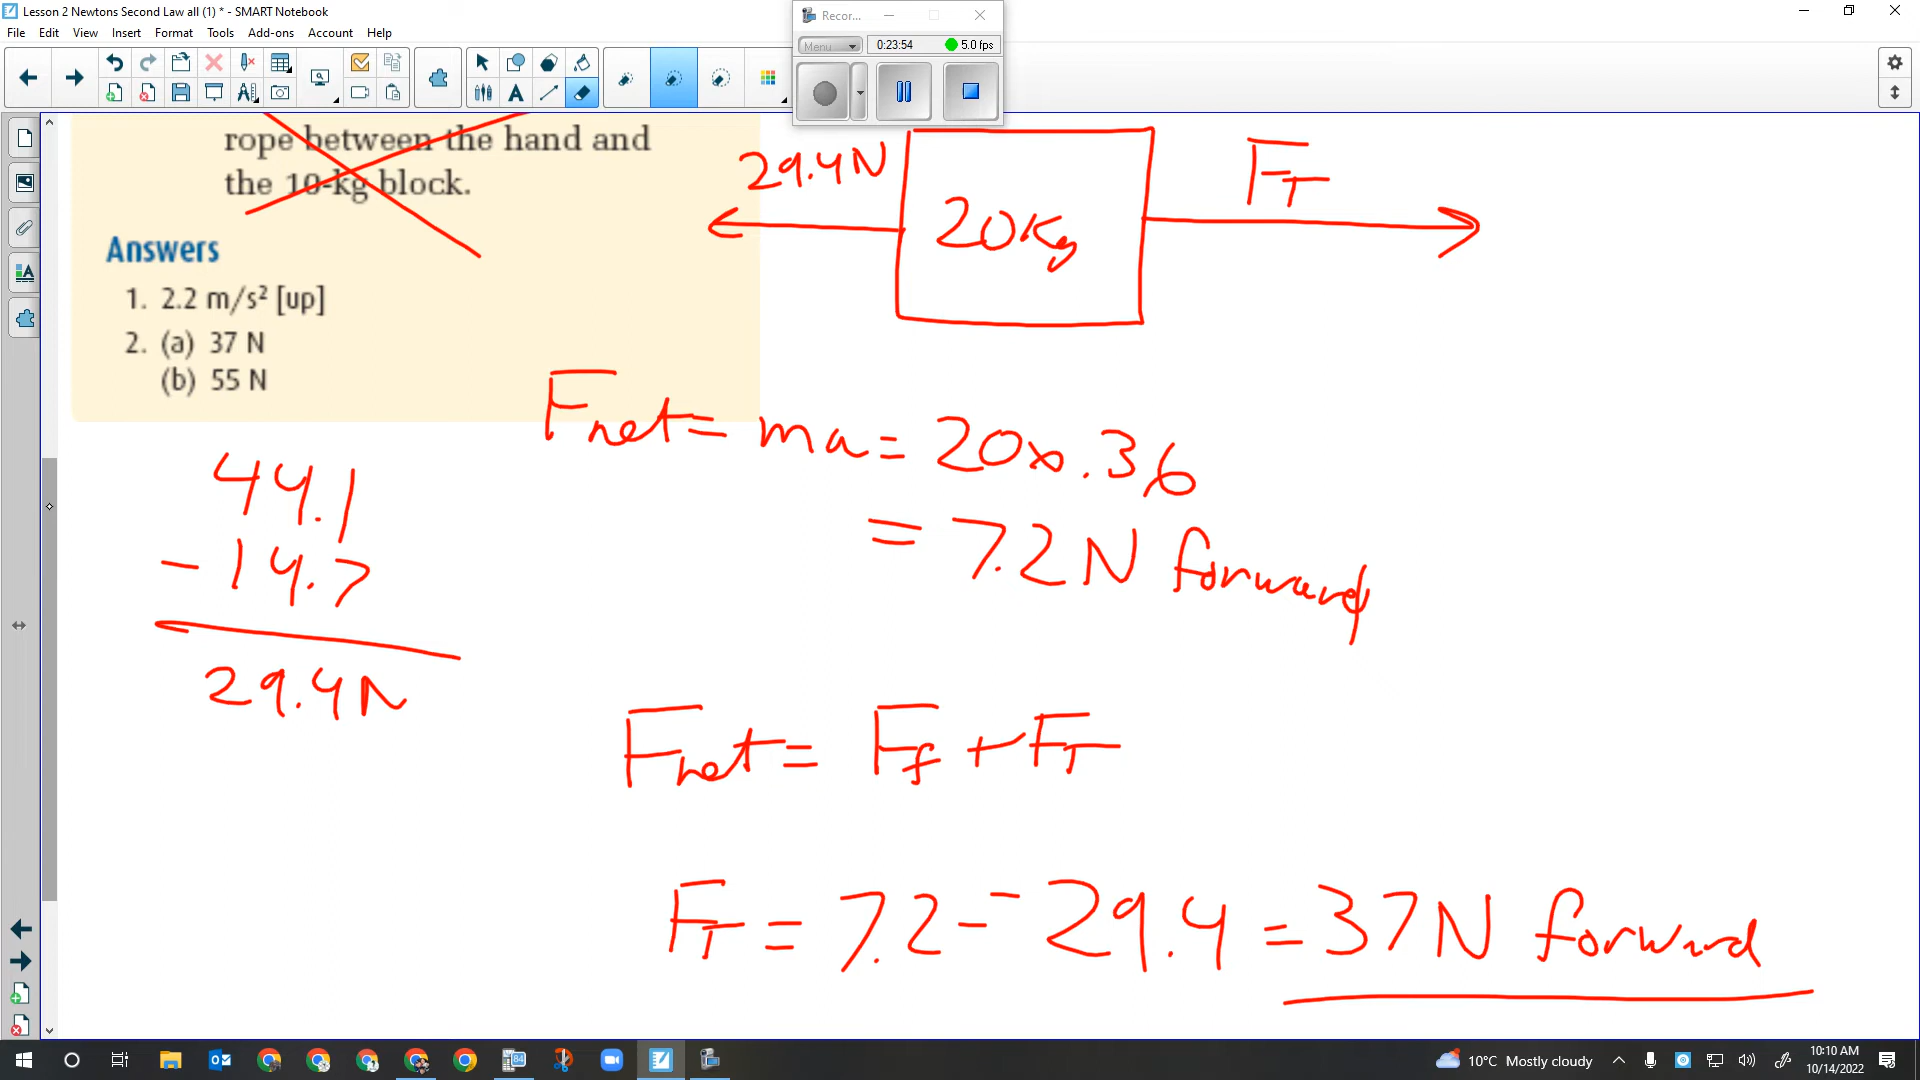 Lesson 2 Newtons Second Law all (1) * - SMART Notebook
File Edit View Insert Format Tools Add-ons Account Help
Recor...
Menu 0:23:54 5.0 fps
rope between the hand and
the 10-kg block.
Answers
1. 2.2 m/s² [up]
2. (a) 37 N
(b) 55 N
29.4N
20Kg
FT
Fnet = ma = 20x.36
= 7.2N forward
44.1
-14.7
29.4N
Fnet = Ff + FT
FT = 7.2 - -29.4 = 37N forward
84
10°C Mostly cloudy
10:10 AM
10/14/2022